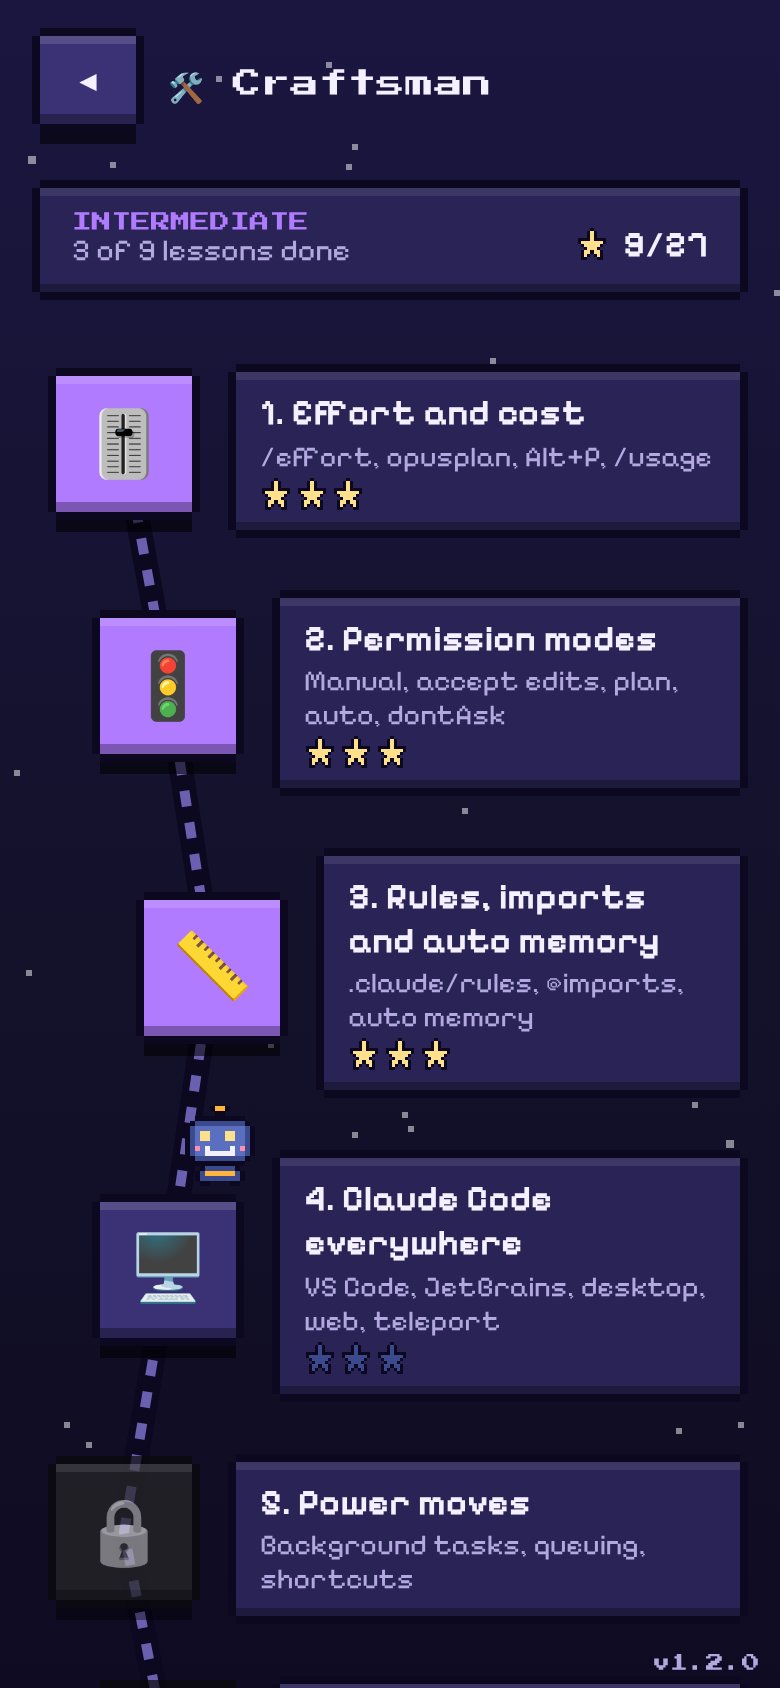 Craftsman
INTERMEDIATE
3 of 9 lessons done
9/27
1. Effort and cost
/effort, opusplan, Alt+P, /usage
2. Permission modes
Manual, accept edits, plan,
auto, dontAsk
3. Rules, imports
and auto memory
.claude/rules, @imports,
auto memory
4. Claude Code
everywhere
VS Code, JetBrains, desktop,
web, teleport
5. Power moves
Background tasks, queuing,
shortcuts
v1.2.0